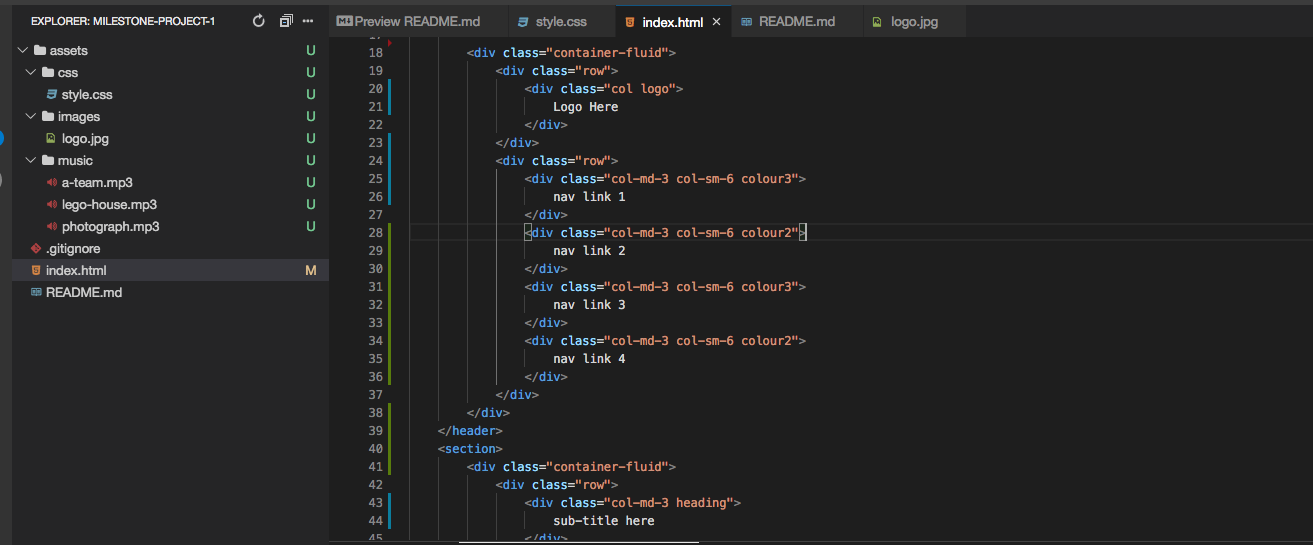 EXPLORER: MILESTONE-PROJECT-1
assets U
css U
style.css U
images U
logo.jpg U
music U
a-team.mp3 U
lego-house.mp3 U
photograph.mp3 U
.gitignore
index.html M
README.md
Preview README.md style.css index.html × README.md logo.jpg
17
18 <div class="container-fluid">
19 <div class="row">
20 <div class="col logo">
21 Logo Here
22 </div>
23 </div>
24 <div class="row">
25 <div class="col-md-3 col-sm-6 colour3">
26 nav link 1
27 </div>
28 <div class="col-md-3 col-sm-6 colour2">
29 nav link 2
30 </div>
31 <div class="col-md-3 col-sm-6 colour3">
32 nav link 3
33 </div>
34 <div class="col-md-3 col-sm-6 colour2">
35 nav link 4
36 </div>
37 </div>
38 </div>
39 </header>
40 <section>
41 <div class="container-fluid">
42 <div class="row">
43 <div class="col-md-3 heading">
44 sub-title here
45 </div>